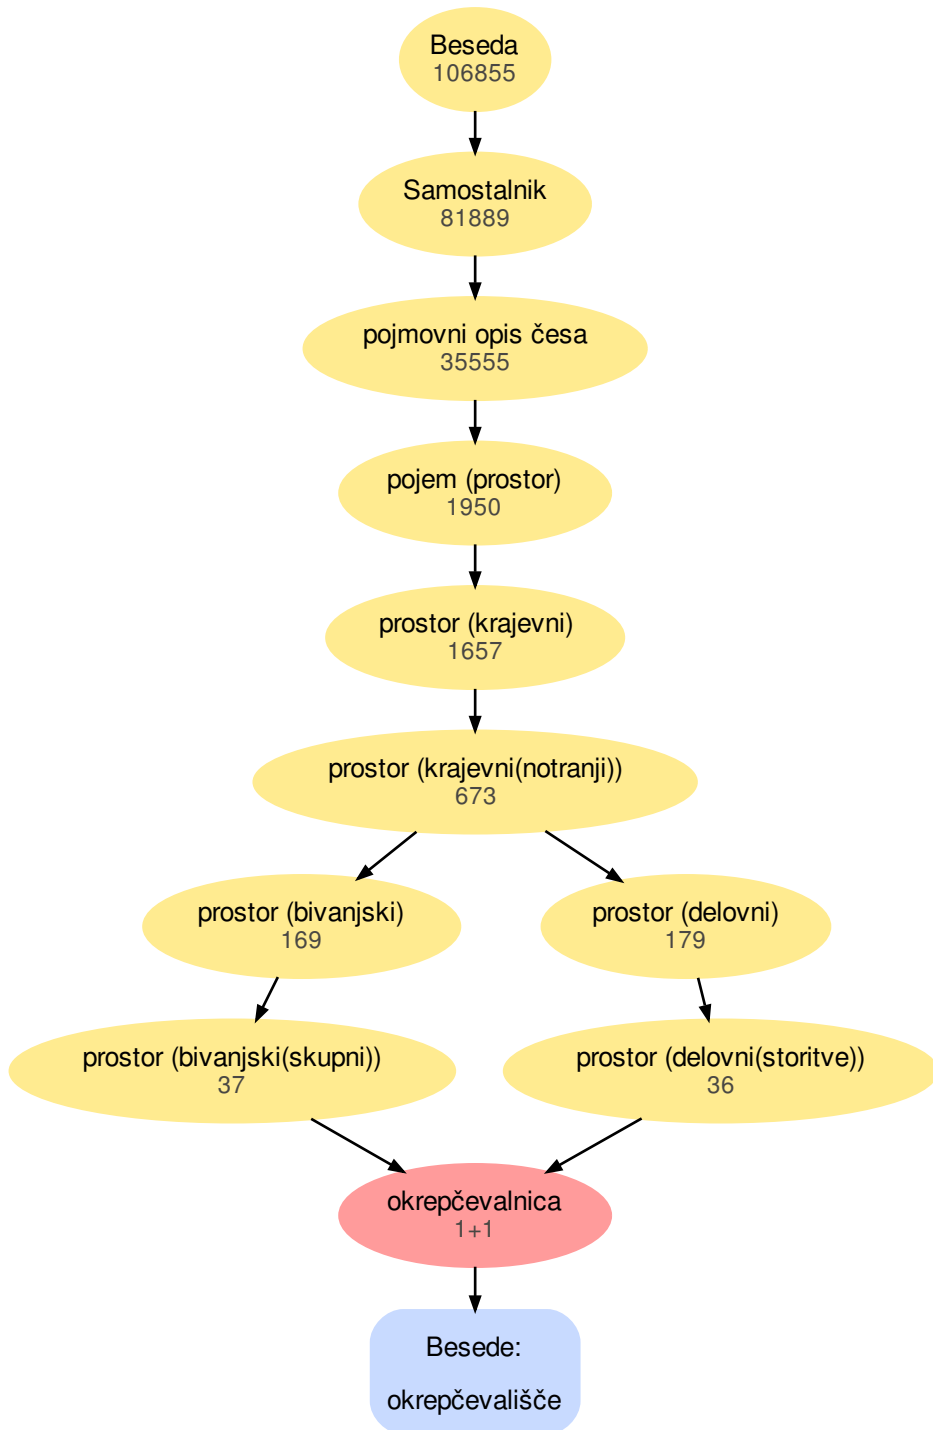 Beseda
106855
Samostalnik
81889
pojmovni opis česa
35555
pojem (prostor)
1950
prostor (krajevni)
1657
prostor (krajevni(notranji))
673
prostor (bivanjski)
169
prostor (delovni)
179
prostor (bivanjski(skupni))
37
prostor (delovni(storitve))
36
okrepčevalnica
1+1
Besede:
okrepčevališče